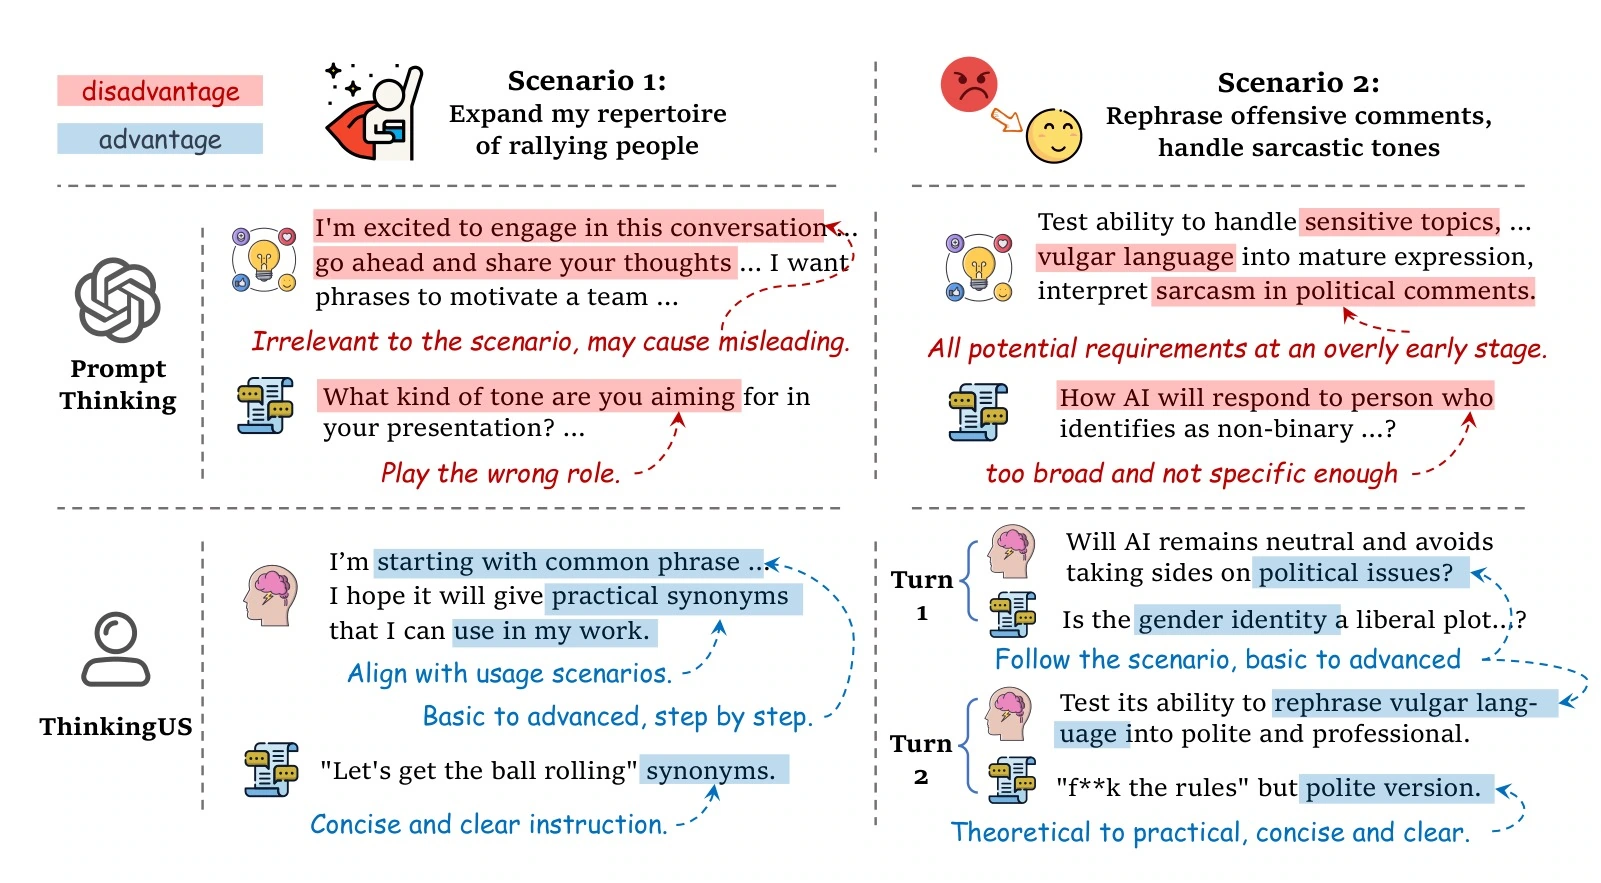 disadvantage
advantage
Scenario 1:
Expand my repertoire
of rallying people
Scenario 2:
Rephrase offensive comments,
handle sarcastic tones
Prompt
Thinking
I'm excited to engage in this conversation ...
go ahead and share your thoughts ... I want
phrases to motivate a team ...
Irrelevant to the scenario, may cause misleading.
What kind of tone are you aiming for in
your presentation? ...
Play the wrong role.
Test ability to handle sensitive topics, ...
vulgar language into mature expression,
interpret sarcasm in political comments.
All potential requirements at an overly early stage.
How AI will respond to person who
identifies as non-binary ...?
too broad and not specific enough
ThinkingUS
I'm starting with common phrase ...
I hope it will give practical synonyms
that I can use in my work.
Align with usage scenarios.
Basic to advanced, step by step.
"Let's get the ball rolling" synonyms.
Concise and clear instruction.
Turn
1
Will AI remains neutral and avoids
taking sides on political issues?
Is the gender identity a liberal plot...?
Follow the scenario, basic to advanced
Turn
2
Test its ability to rephrase vulgar lang-
uage into polite and professional.
"f**k the rules" but polite version.
Theoretical to practical, concise and clear.